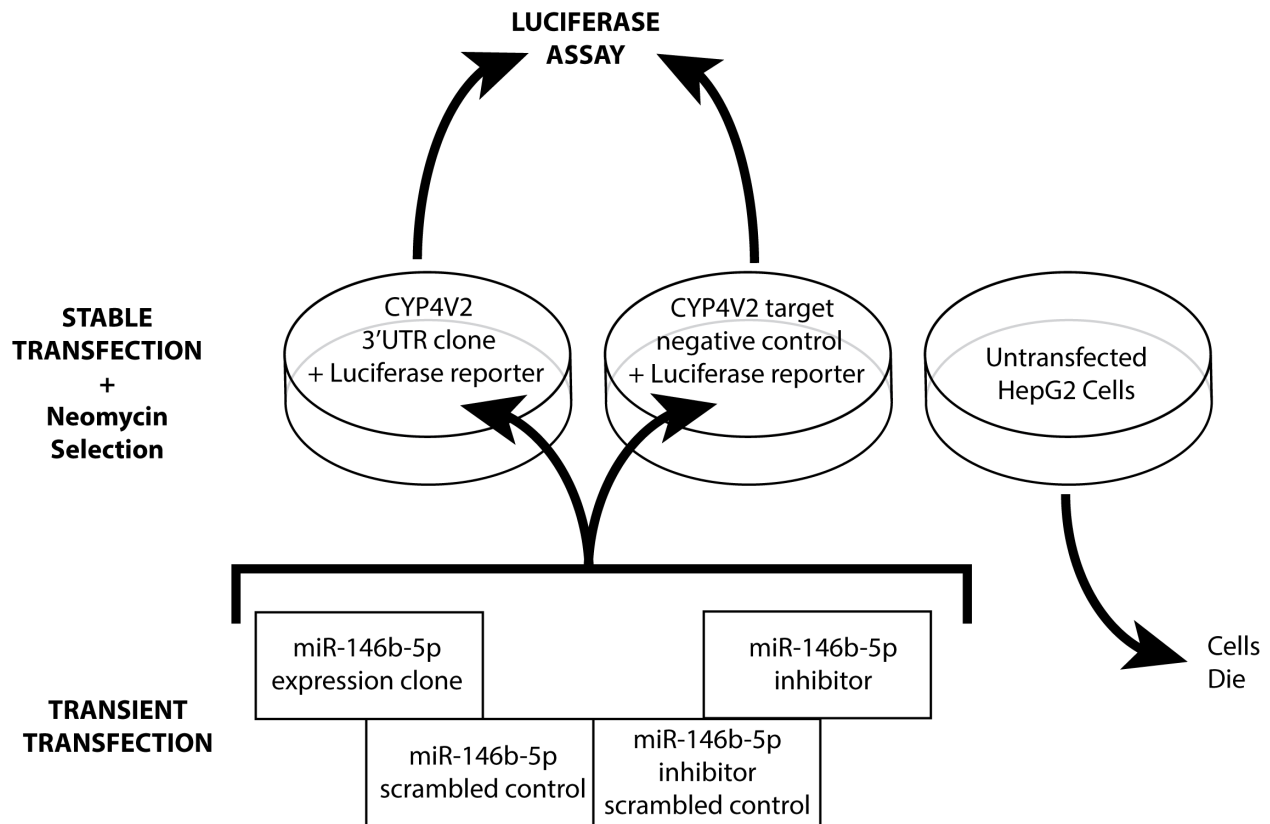 LUCIFERASE
ASSAY
STABLE
TRANSFECTION
+
Neomycin
Selection
CYP4V2
3’UTR clone
+ Luciferase reporter
CYP4V2 target
negative control
+ Luciferase reporter
Untransfected
HepG2 Cells
Cells
Die
TRANSIENT
TRANSFECTION
miR-146b-5p
expression clone
miR-146b-5p
scrambled control
miR-146b-5p
inhibitor
scrambled control
miR-146b-5p
inhibitor